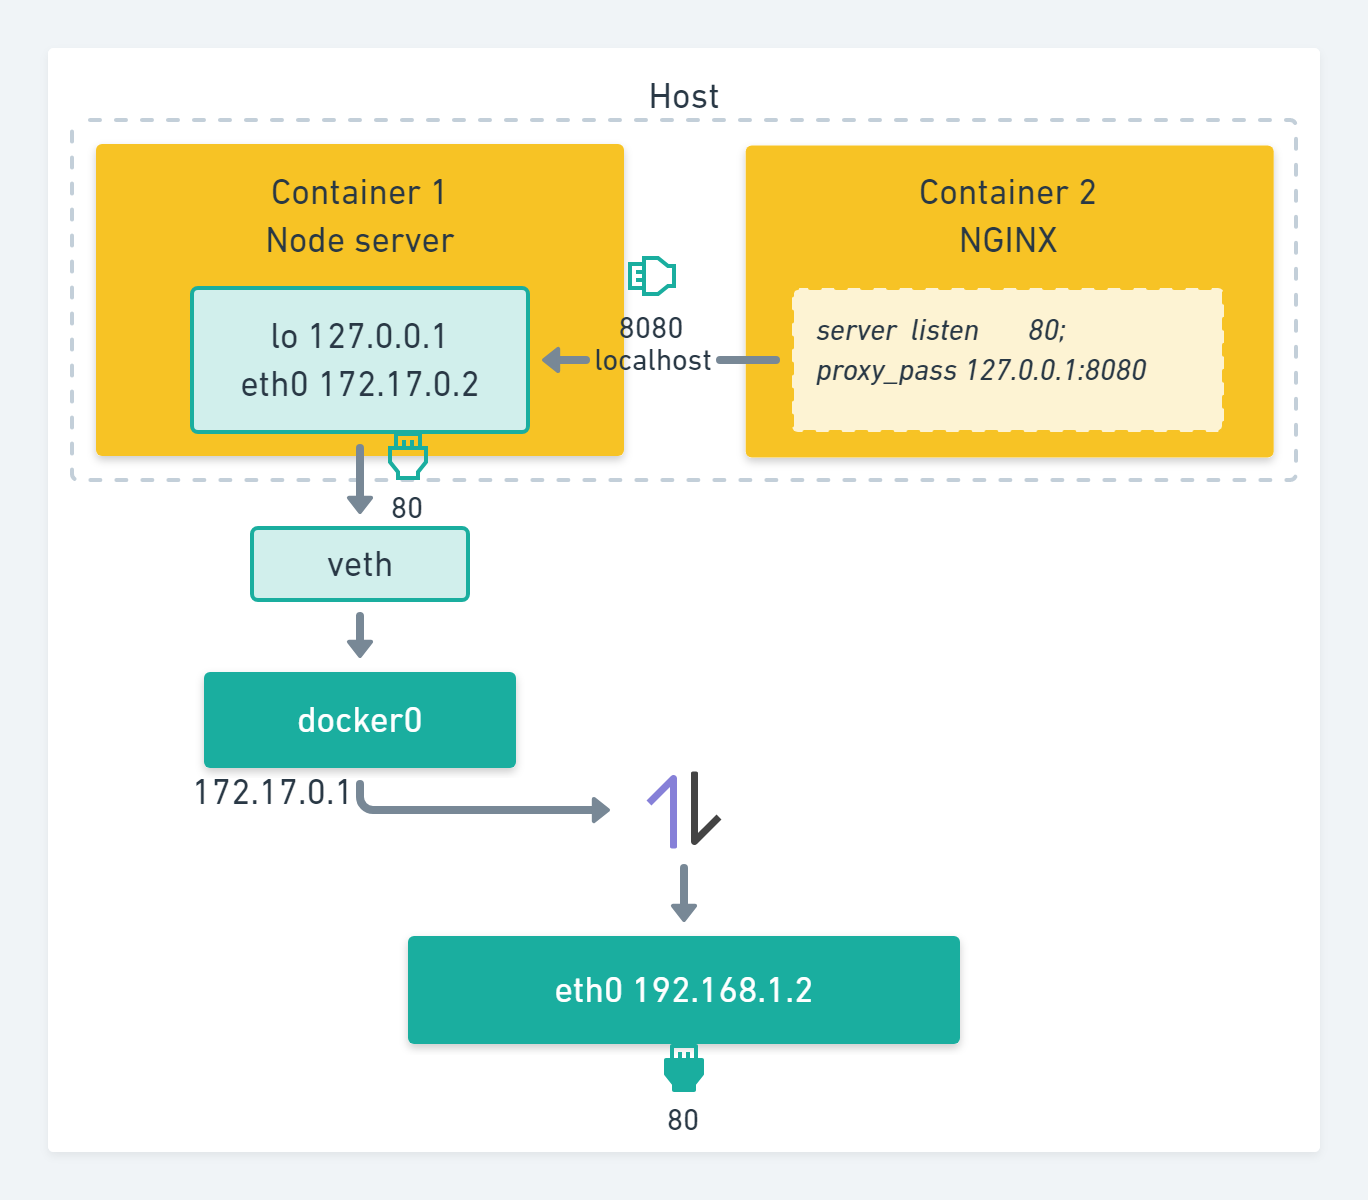 Host
Container 1
Node server
lo 127.0.0.1
eth0 172.17.0.2
8080
localhost
Container 2
NGINX
server listen 80;
proxy_pass 127.0.0.1:8080
80
veth
docker0
172.17.0.1
eth0 192.168.1.2
80